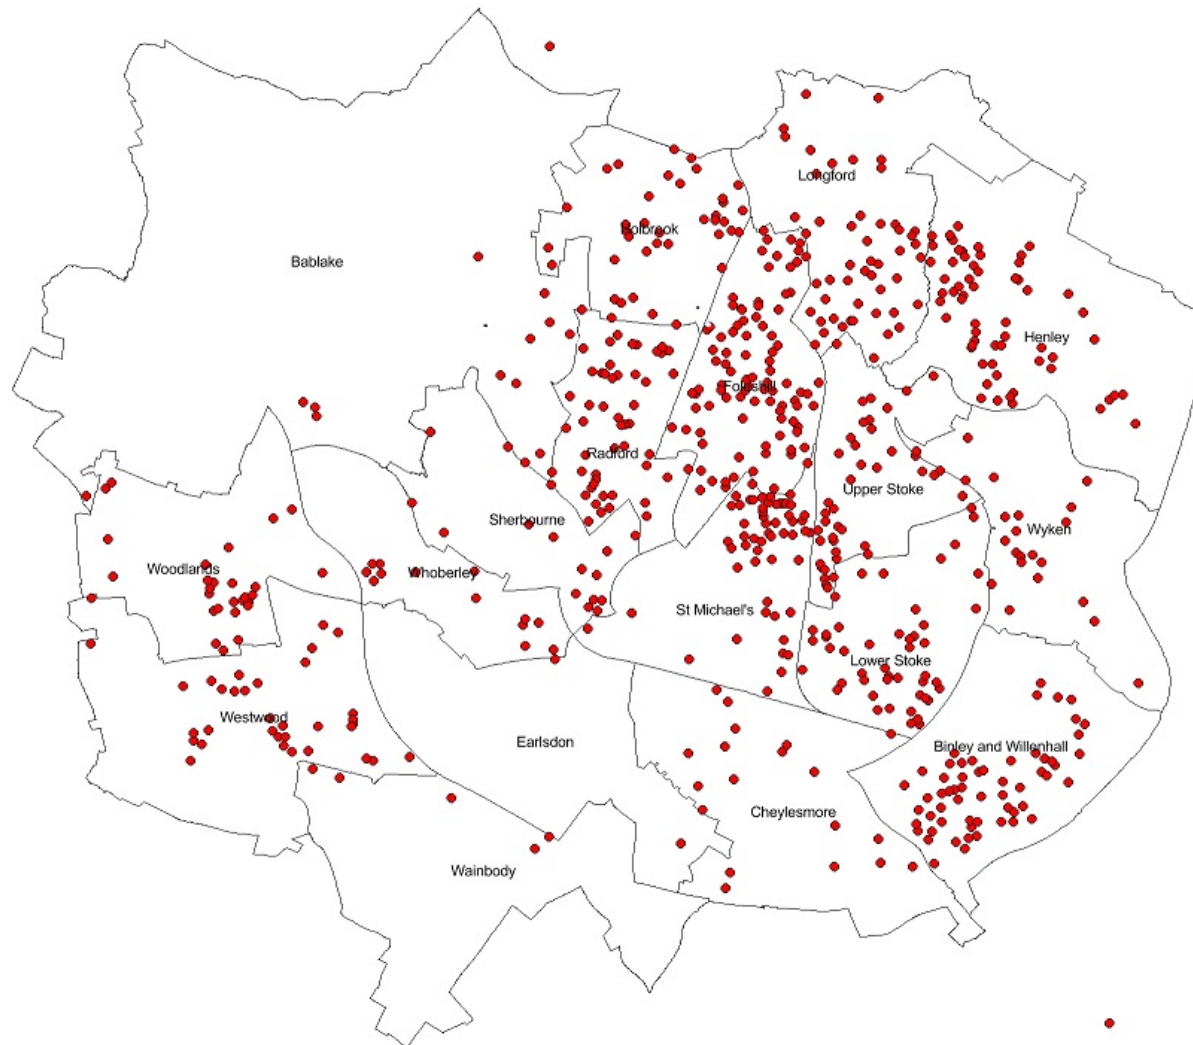 Longford
Holbrook
Bablake
Henley
Foleshill
Radford
Upper Stoke
Sherbourne
Wyken
Woodlands
Whoberley
St Michael's
Lower Stoke
Westwood
Earlsdon
Binley and Willenhall
Cheylesmore
Wainbody